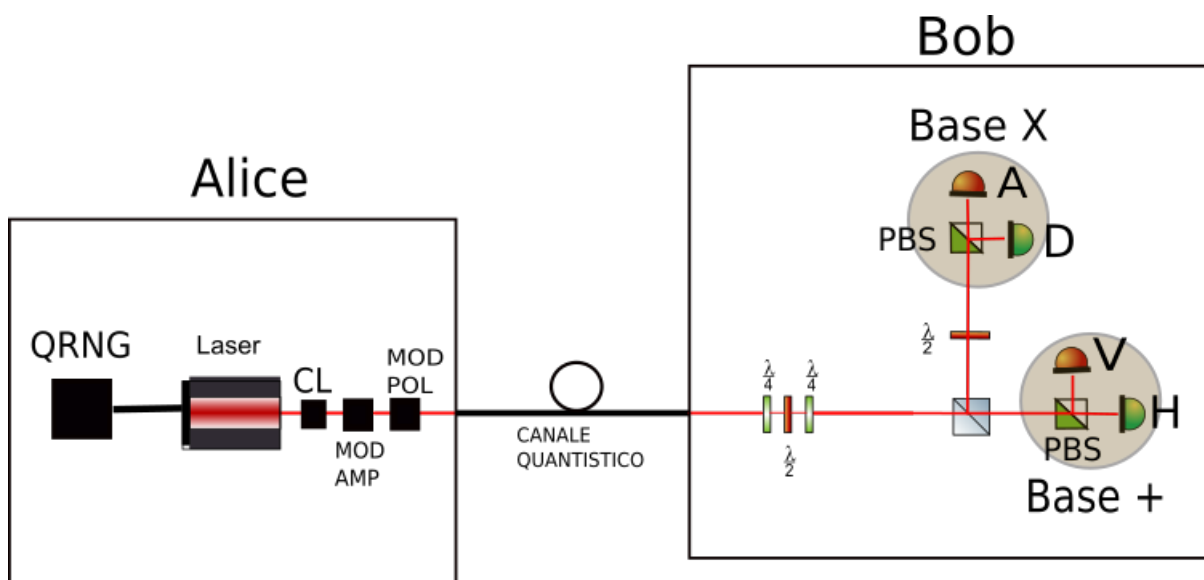 Bob
Base X
A
PBS
D
Alice
QRNG
Laser
CL
MOD
POL
MOD
AMP
CANALE
QUANTISTICO
λ
4
λ
2
λ
4
λ
2
V
H
PBS
Base +